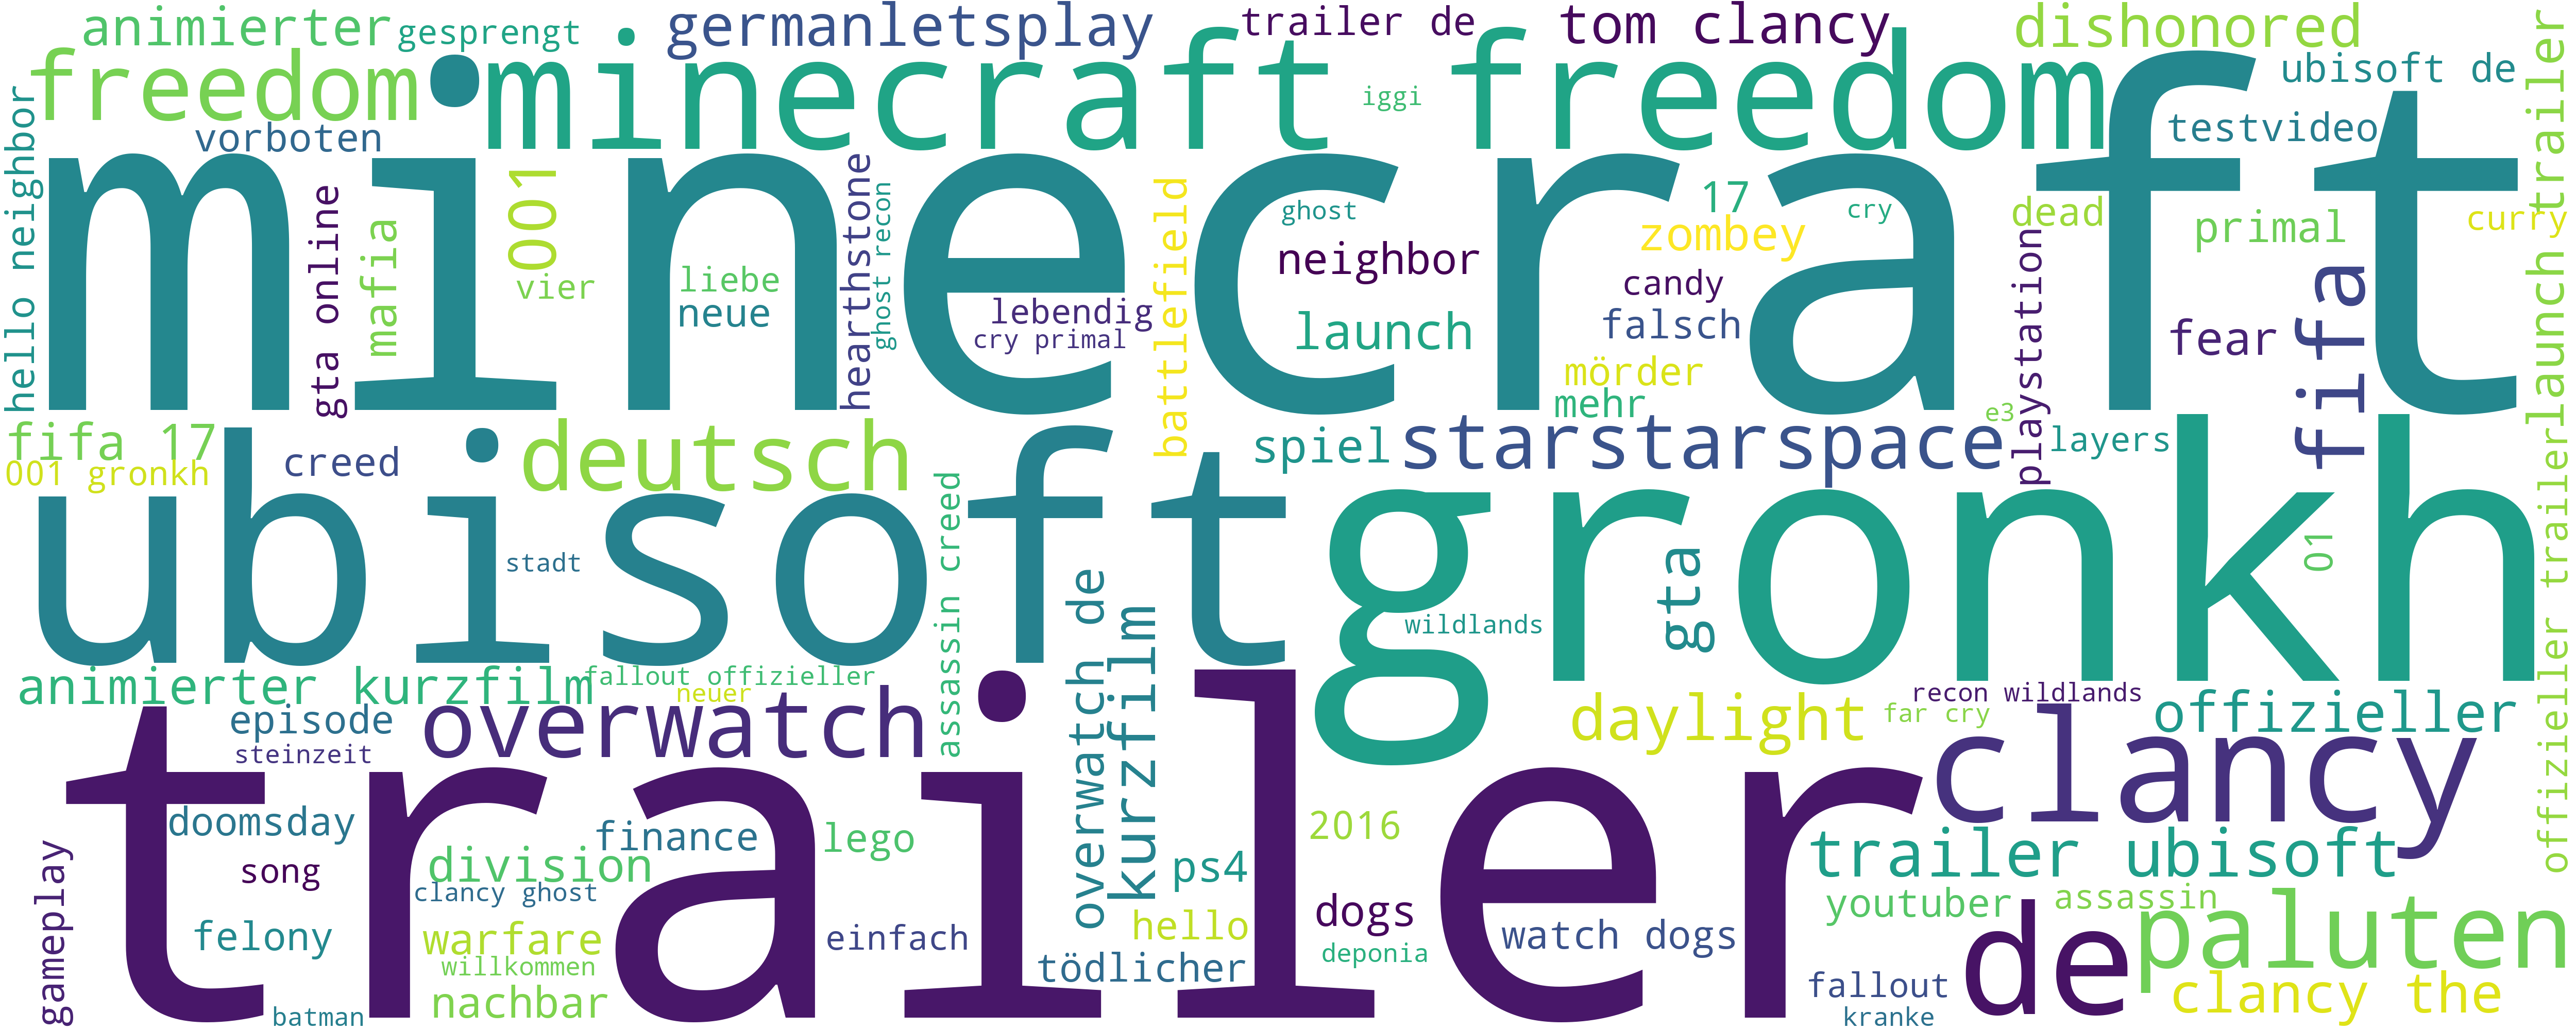 animierter
gesprengt
germanletsplay
trailer de
tom clancy
dishonored
freedom
minecraft freedom
ubisoft de
iggi
vorboten
testvideo
launch trailer
hello neighbor
minecraft
gta online
mafia
001
vier
liebe
neue
hearthstone
ghost recon
lebendig
cry primal
battlefield
ghost
neighbor
launch
17
zombey
cry
candy
falsch
mörder
mehr
dead
primal
curry
playstation
fear
fifa
e3
fifa 17
001 gronkh
creed
deutsch
spiel
starstarspace
layers
ubisoft
gronkh
stadt
assassin creed
overwatch de
kurzfilm
wildlands
gta
01
offizieller trailer
animierter kurzfilm
fallout offizieller
neuer
episode
steinzeit
overwatch
daylight
far cry
recon wildlands
offizieller
trailer
clancy
doomsday
song
felony
gameplay
finance
lego
division
clancy ghost
warfare
willkommen
nachbar
batman
einfach
ps4
hello
tödlicher
2016
dogs
deponia
watch dogs
trailer ubisoft
youtuber
assassin
de
paluten
fallout
kranke
clancy the